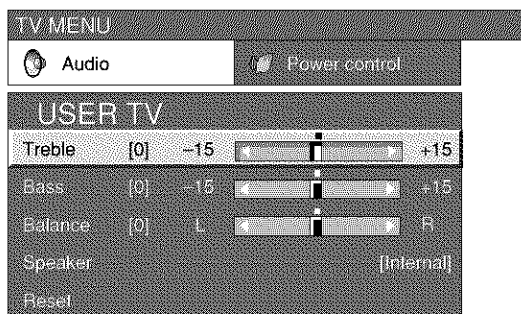 TV MENU
Audio
Power control
USER TV
Treble [0] −15 +15
Bass [0] −15 +15
Balance [0] L R
Speaker [Internal]
Reset